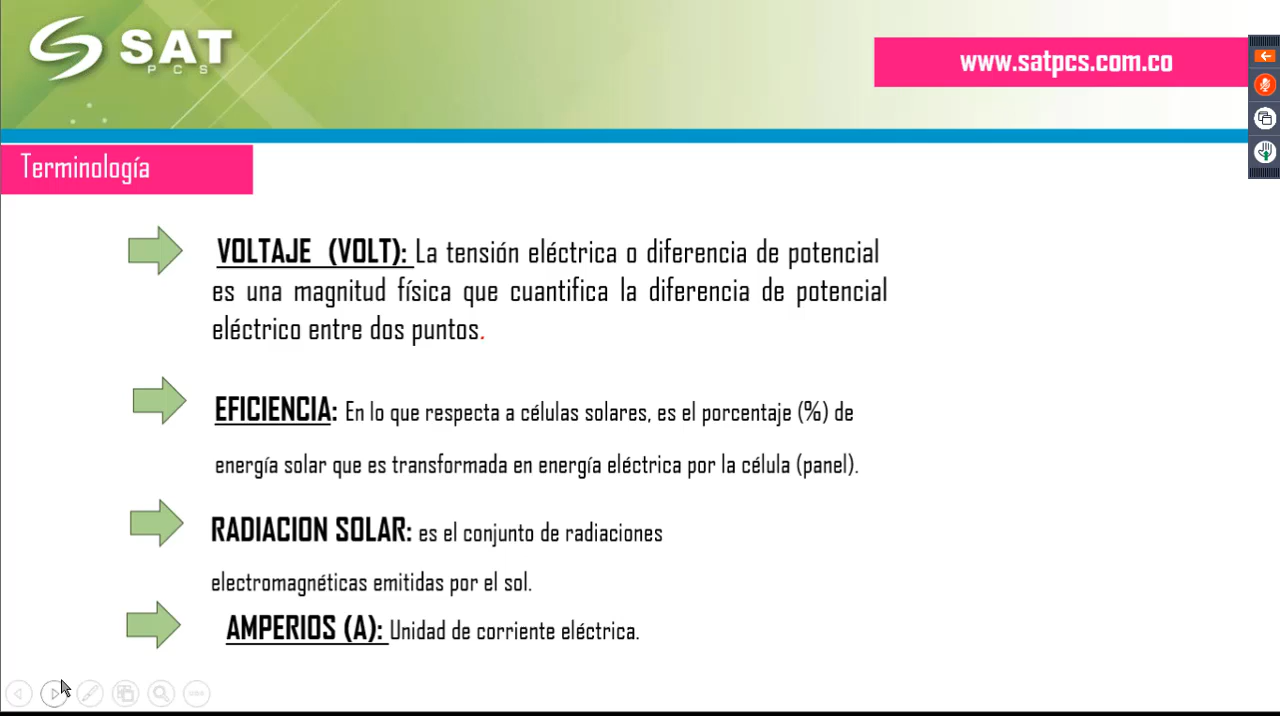 SAT
PCS
www.satpcs.com.co
Terminología
VOLTAJE (VOLT): La tensión eléctrica o diferencia de potencial
es una magnitud física que cuantifica la diferencia de potencial
eléctrico entre dos puntos.
EFICIENCIA: En lo que respecta a células solares, es el porcentaje (%) de
energía solar que es transformada en energía eléctrica por la célula (panel).
RADIACION SOLAR: es el conjunto de radiaciones
electromagnéticas emitidas por el sol.
AMPERIOS (A): Unidad de corriente eléctrica.